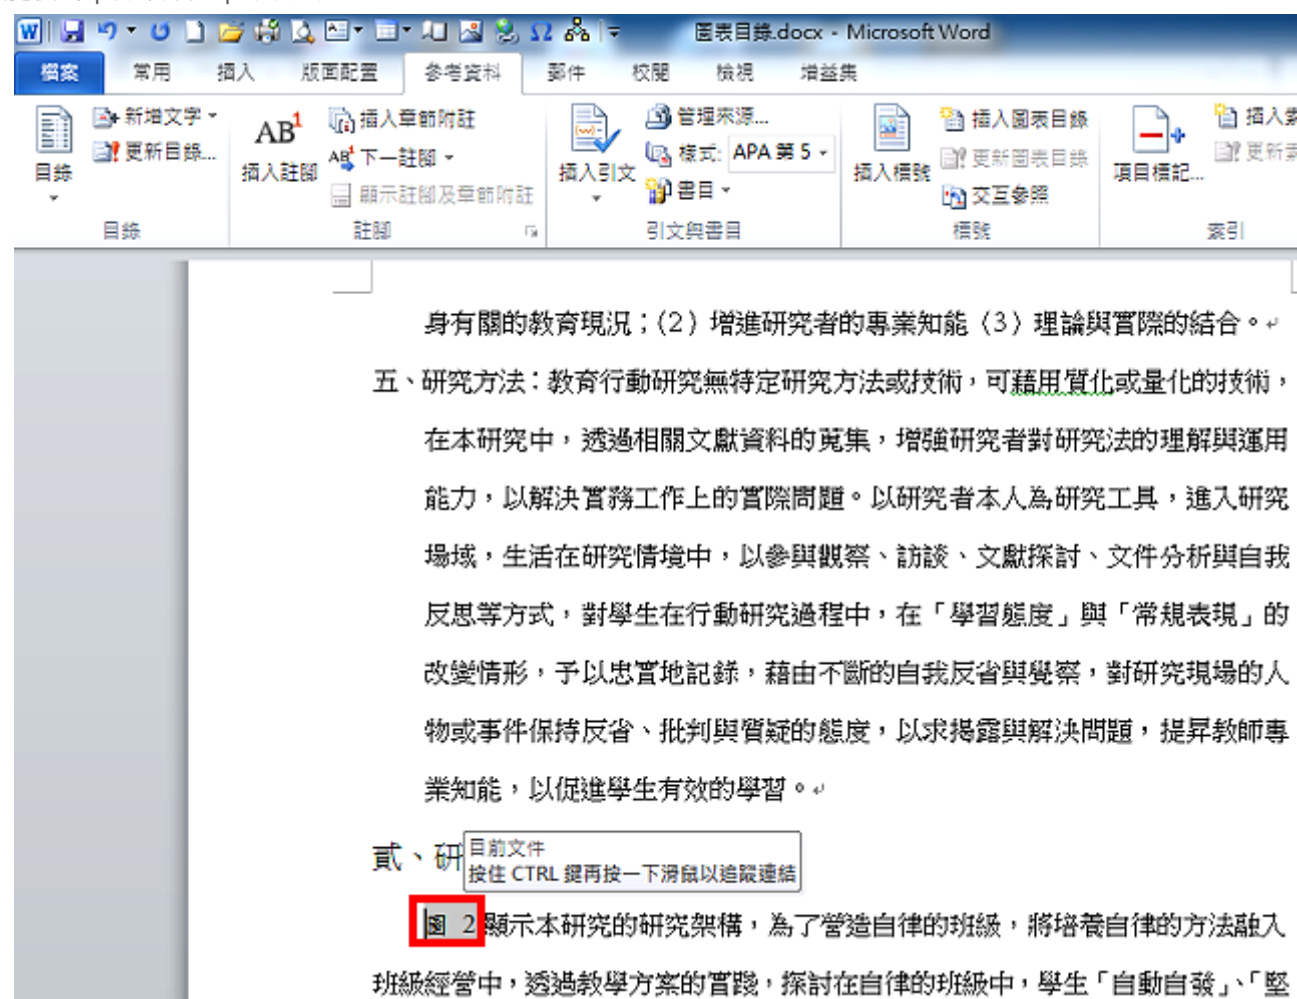 圖表目錄.docx - Microsoft Word
檔案 常用 插入 版面配置 參考資料 郵件 校閱 檢視 增益集
目錄
新增文字
更新目錄...
目錄
AB1
插入註腳
插入章節附註
下一註腳
顯示註腳及章節附註
註腳
插入引文
管理來源...
樣式: APA 第 5
書目
引文與書目
插入標號
插入圖表目錄
更新圖表目錄
交互參照
標號
項目標記...
插入索
更新索
索引
身有關的教育現況；(2) 增進研究者的專業知能 (3) 理論與實際的結合。
五、研究方法：教育行動研究無特定研究方法或技術，可藉用質化或量化的技術，
在本研究中，透過相關文獻資料的蒐集，增強研究者對研究法的理解與運用
能力，以解決實務工作上的實際問題。以研究者本人為研究工具，進入研究
場域，生活在研究情境中，以參與觀察、訪談、文獻探討、文件分析與自我
反思等方式，對學生在行動研究過程中，在「學習態度」與「常規表現」的
改變情形，予以忠實地記錄，藉由不斷的自我反省與覺察，對研究現場的人
物或事件保持反省、批判與質疑的態度，以求揭露與解決問題，提昇教師專
業知能，以促進學生有效的學習。
貳、研
目前文件
按住 CTRL 鍵再按一下滑鼠以追蹤連結
圖 2 顯示本研究的研究架構，為了營造自律的班級，將培養自律的方法融入
班級經營中，透過教學方案的實踐，探討在自律的班級中，學生「自動自發」、「堅